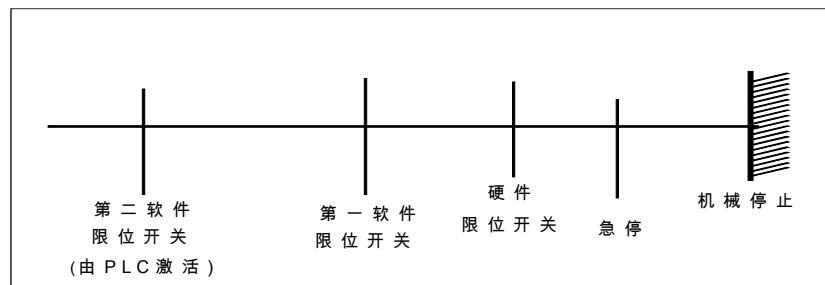 第二软件
限位开关
(由PLC激活)
第一软件
限位开关
硬件
限位开关
急停
机械停止